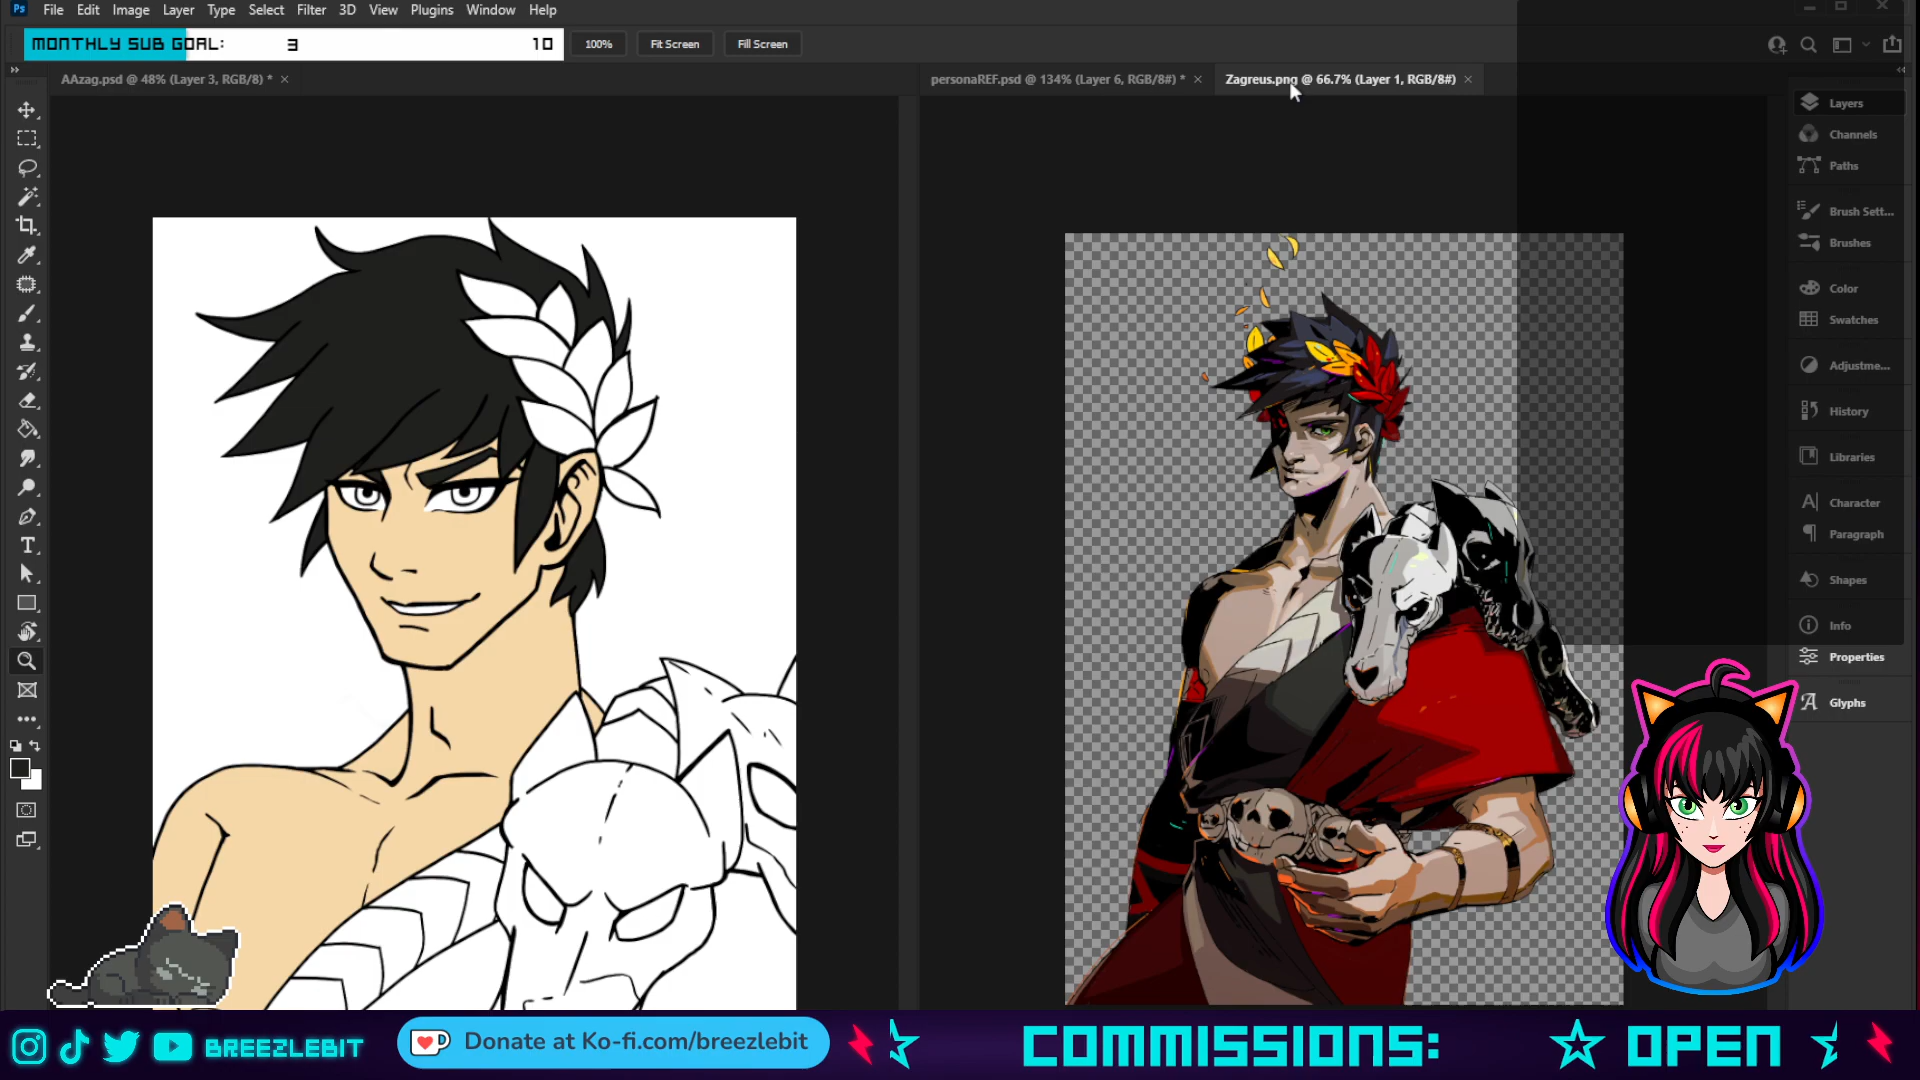 Ps File Edit Image Layer Type Select Filter 3D View Plugins Window Help
MONTHLY SUB GOAL: 3 10
100% Fit Screen Fill Screen
AAzag.psd @ 48% (Layer 3, RGB/8) *
personaREF.psd @ 134% (Layer 6, RGB/8#) *
Zagreus.png @ 66.7% (Layer 1, RGB/8#)
Layers
Channels
Paths
Brush Sett...
Brushes
Color
Swatches
Adjustme...
History
Libraries
Character
Paragraph
Shapes
Info
Properties
Glyphs
BREEZLEBIT
Donate at Ko-fi.com/breezlebit
COMMISSIONS: OPEN